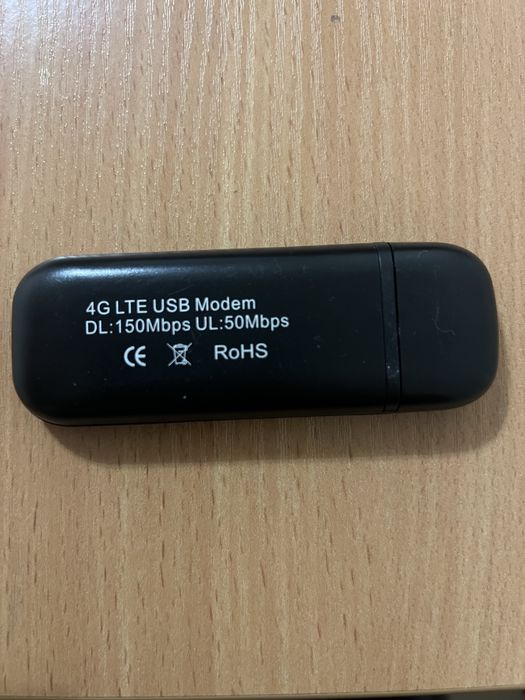 4G LTE USB Modem
DL:150Mbps UL:50Mbps
CE RoHS